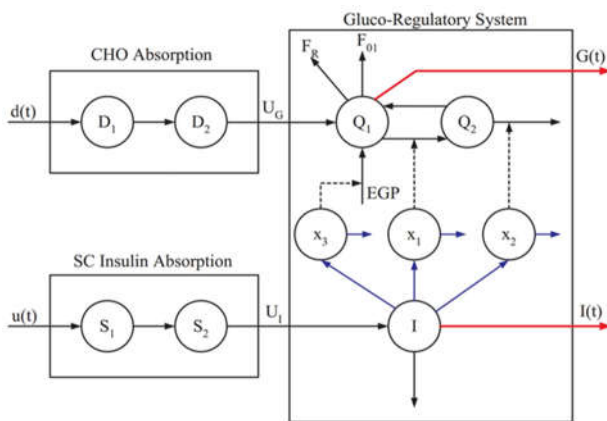 Gluco-Regulatory System
CHO Absorption
F_R
F_01
G(t)
d(t)
D_1
D_2
U_G
Q_1
Q_2
EGP
x_3
x_1
x_2
SC Insulin Absorption
u(t)
S_1
S_2
U_I
I
I(t)